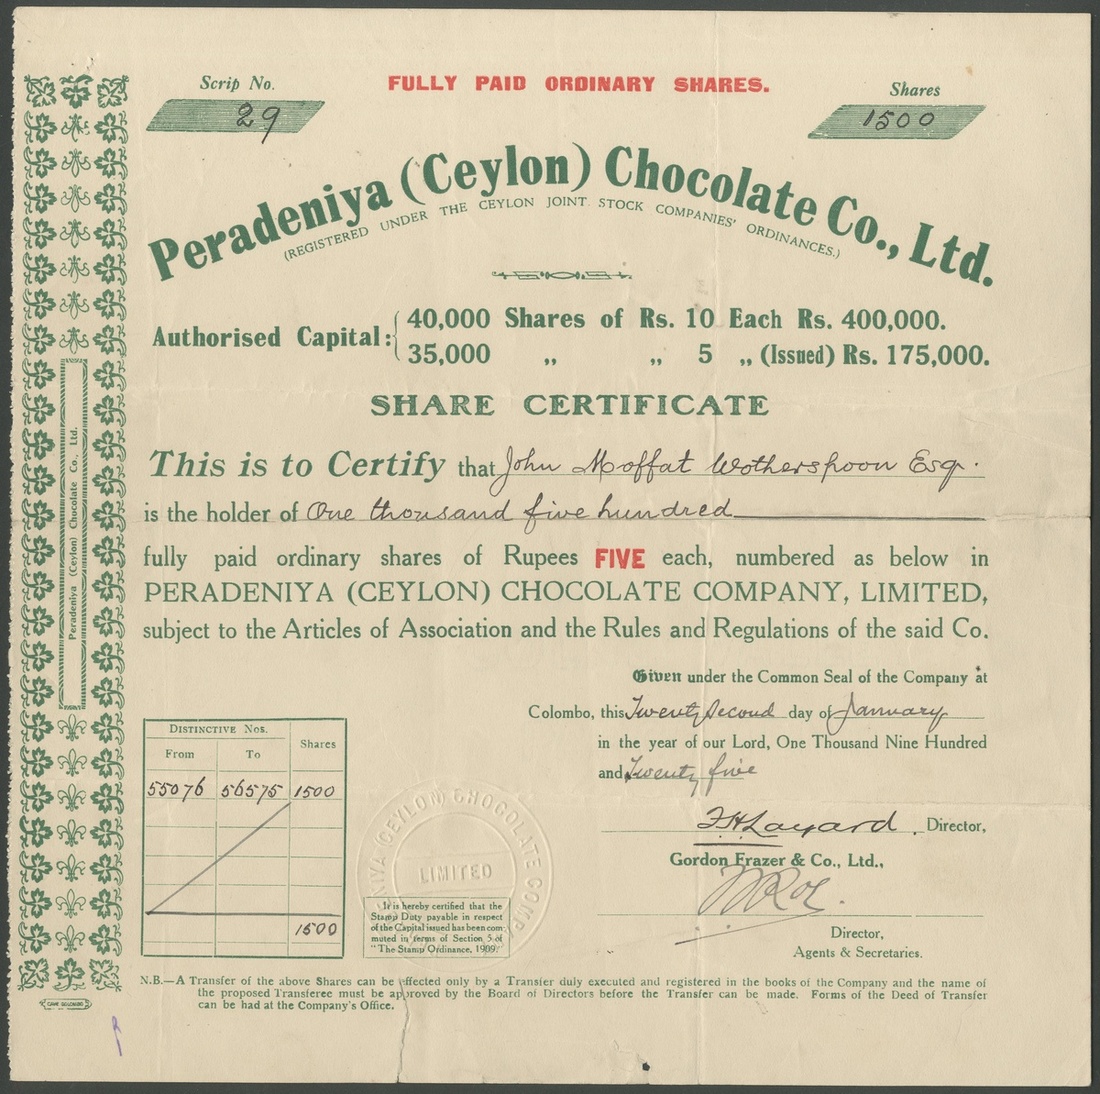 Scrip No.
29
FULLY PAID ORDINARY SHARES.
Shares
1500
Peradeniya (Ceylon) Chocolate Co., Ltd.
(REGISTERED UNDER THE CEYLON JOINT STOCK COMPANIES' ORDINANCES.)
Authorised Capital: 40,000 Shares of Rs. 10 Each Rs. 400,000.
35,000 „ „ 5 „ (Issued) Rs. 175,000.
SHARE CERTIFICATE
This is to Certify that John Moffat Wotherspoon Esq.
is the holder of One thousand five hundred
fully paid ordinary shares of Rupees FIVE each, numbered as below in
PERADENIYA (CEYLON) CHOCOLATE COMPANY, LIMITED,
subject to the Articles of Association and the Rules and Regulations of the said Co.
Given under the Common Seal of the Company at
Colombo, this Twenty Second day of January
in the year of our Lord, One Thousand Nine Hundred
and Twenty five
Layard. Director,
Gordon Frazer & Co., Ltd.,
Director,
Agents & Secretaries.
DISTINCTIVE NOS.
From To Shares
55076 56575 1500
1500
(CEYLON) CHOCOLATE COMP
LIMITED
It is hereby certified that the
Stamp Duty payable in respect
of the Capital issued has been com
muted in terms of Section 5 of
"The Stamp Ordinance, 1909."
N.B.—A Transfer of the above Shares can be effected only by a Transfer duly executed and registered in the books of the Company and the name of
the proposed Transferee must be approved by the Board of Directors before the Transfer can be made. Forms of the Deed of Transfer
can be had at the Company's Office.
Peradeniya (Ceylon) Chocolate Co., Ltd.